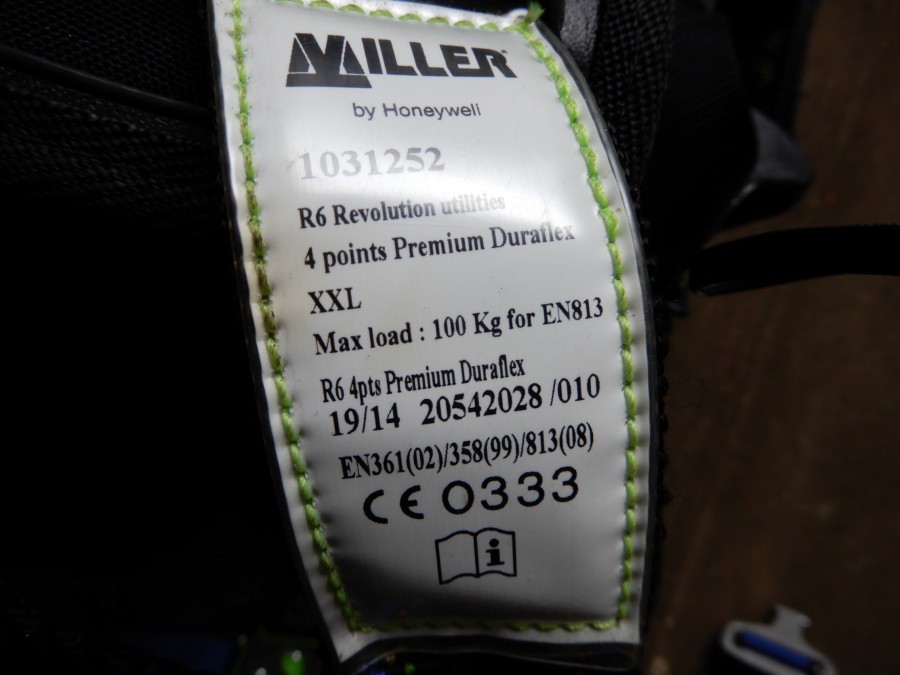 MILLER
by Honeywell
1031252
R6 Revolution utilities
4 points Premium Duraflex
XXL
Max load : 100 Kg for EN813
R6 4pts Premium Duraflex
19/14 20542028 /010
EN361(02)/358(99)/813(08)
CE 0333
i